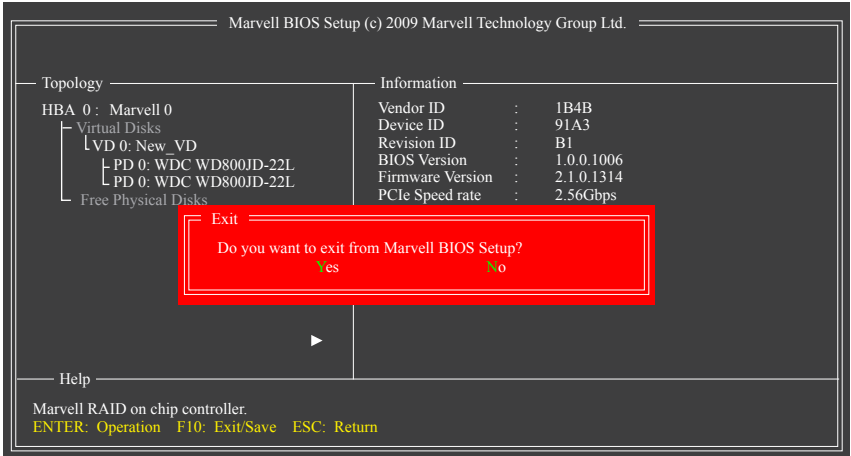 Marvell BIOS Setup (c) 2009 Marvell Technology Group Ltd.
Topology
HBA 0 : Marvell 0
Virtual Disks
VD 0: New_VD
PD 0: WDC WD800JD-22L
PD 0: WDC WD800JD-22L
Free Physical Disks
Information
Vendor ID : 1B4B
Device ID : 91A3
Revision ID : B1
BIOS Version : 1.0.0.1006
Firmware Version : 2.1.0.1314
PCIe Speed rate : 2.56Gbps
Exit
Do you want to exit from Marvell BIOS Setup?
Yes No
Help
Marvell RAID on chip controller.
ENTER: Operation F10: Exit/Save ESC: Return